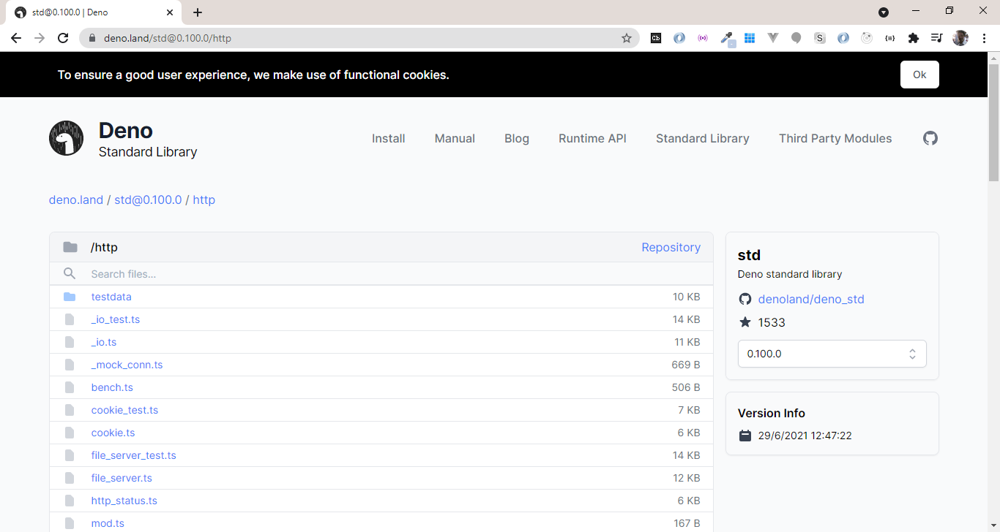 std@0.100.0 | Deno
deno.land/std@0.100.0/http
To ensure a good user experience, we make use of functional cookies.
Ok
Deno
Standard Library
Install Manual Blog Runtime API Standard Library Third Party Modules
deno.land / std@0.100.0 / http
/http Repository
Search files...
testdata 10 KB
_io_test.ts 14 KB
_io.ts 11 KB
_mock_conn.ts 669 B
bench.ts 506 B
cookie_test.ts 7 KB
cookie.ts 6 KB
file_server_test.ts 14 KB
file_server.ts 12 KB
http_status.ts 6 KB
mod.ts 167 B
std
Deno standard library
denoland/deno_std
1533
0.100.0
Version Info
29/6/2021 12:47:22